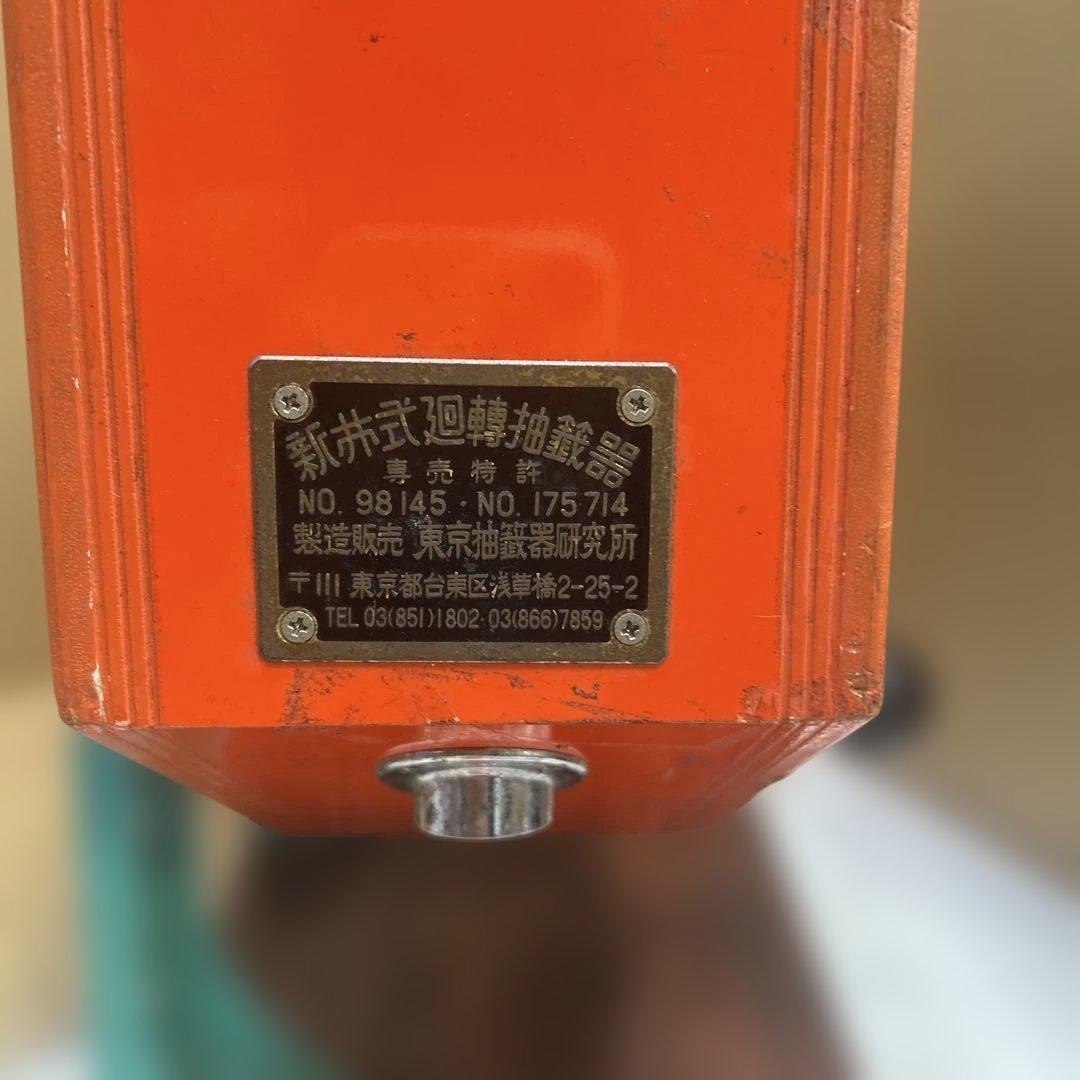 新井式廻轉抽籤器
専売特許
NO. 98145・NO. 175714
製造販売 東京抽籤器研究所
〒111 東京都台東区浅草橋2-25-2
TEL 03(851)1802・03(866)7859